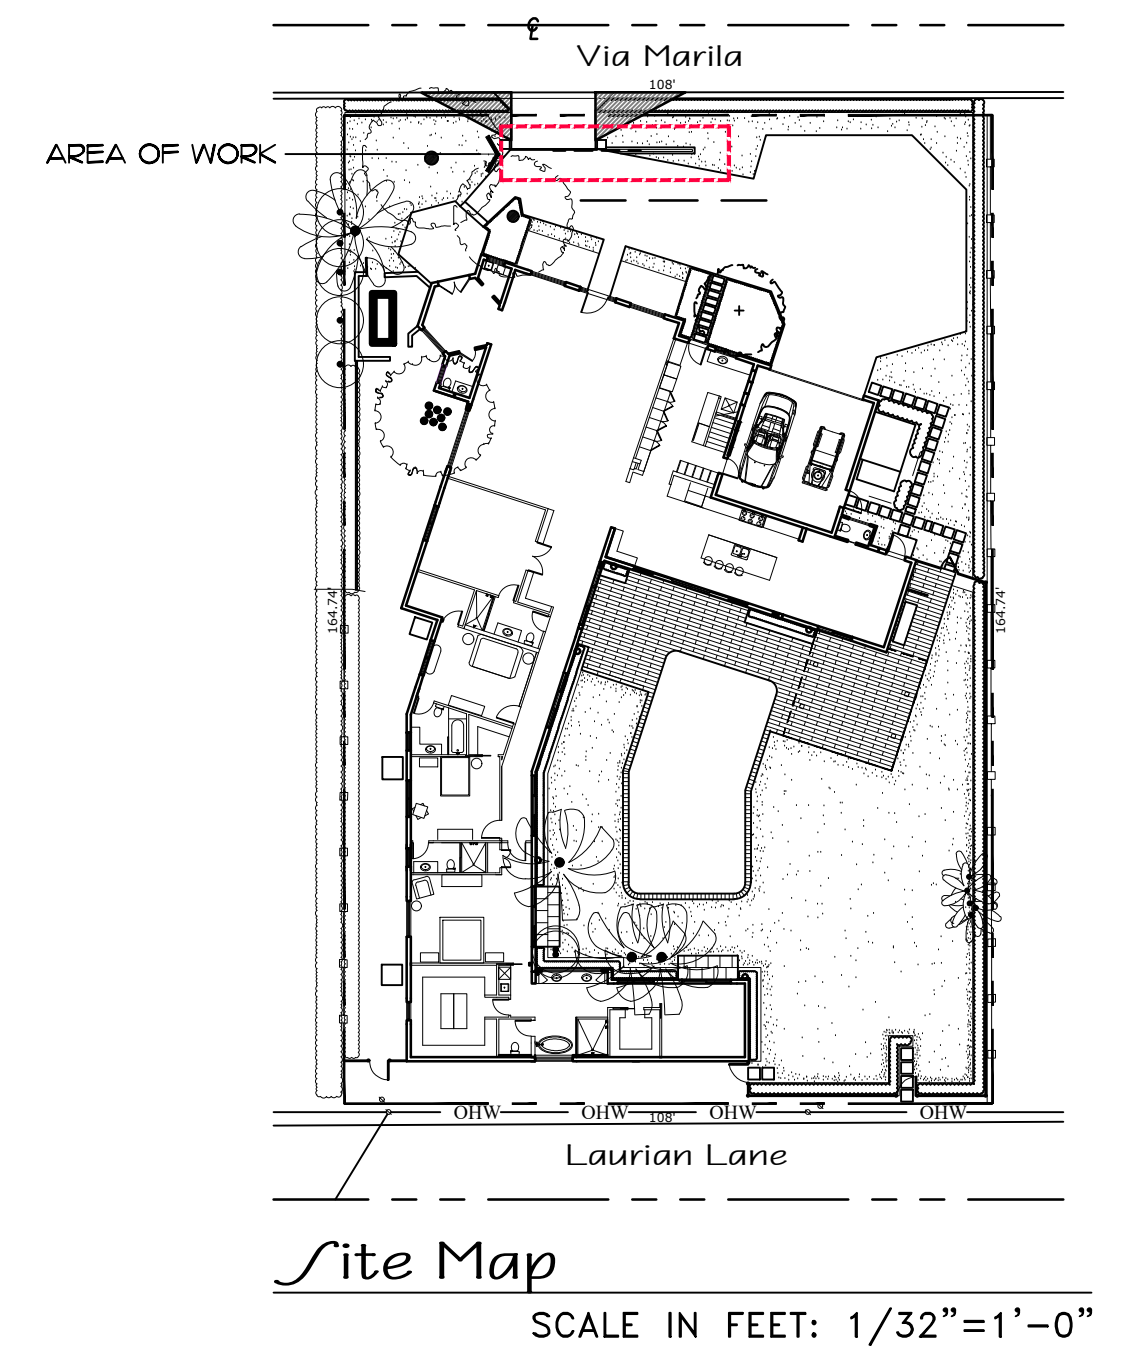 ℄
Via Marila
108'
AREA OF WORK
164.74'
164.74'
OHW OHW OHW OHW
108'
Laurian Lane
Site Map
SCALE IN FEET: 1/32”=1’-0”